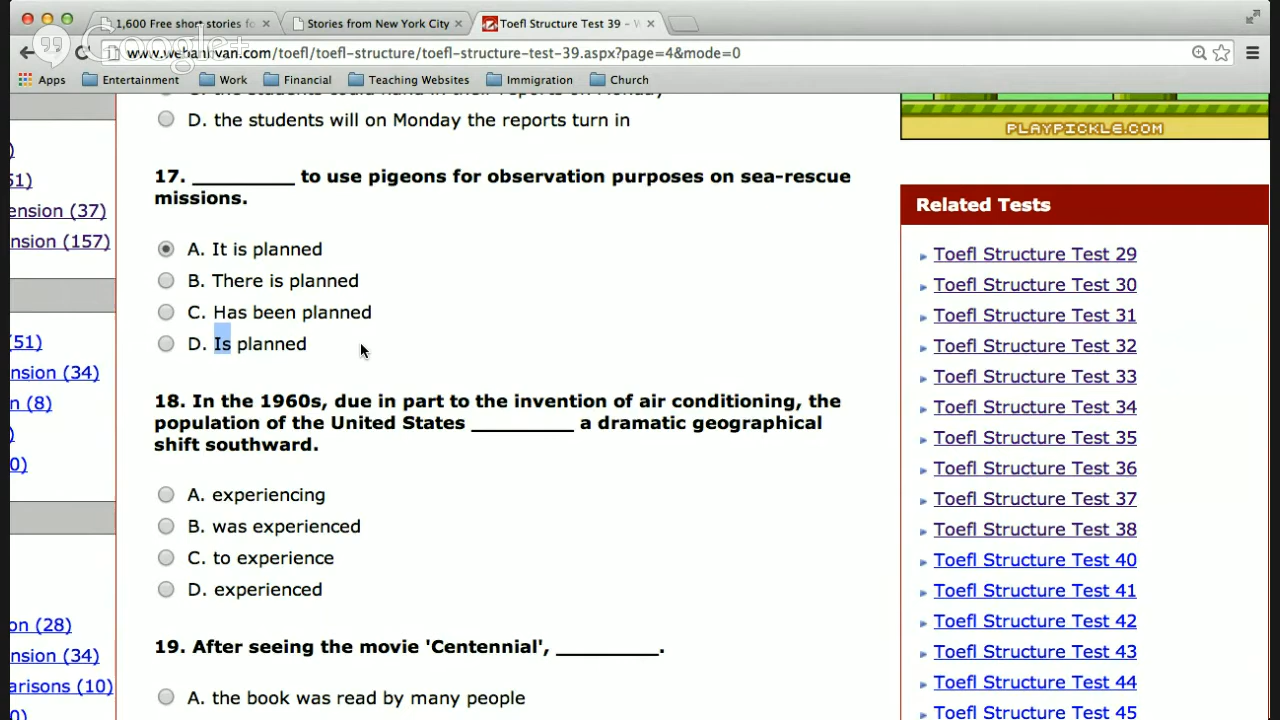 1,600 Free short stories fo
Stories from New York City
Toefl Structure Test 39 –
Google+
www.webanirvan.com/toefl/toefl-structure/toefl-structure-test-39.aspx?page=4&mode=0
Apps Entertainment Work Financial Teaching Websites Immigration Church
D. the students will on Monday the reports turn in
17. _________ to use pigeons for observation purposes on sea-rescue
missions.
A. It is planned
B. There is planned
C. Has been planned
D. Is planned
18. In the 1960s, due in part to the invention of air conditioning, the
population of the United States _________ a dramatic geographical
shift southward.
A. experiencing
B. was experienced
C. to experience
D. experienced
19. After seeing the movie 'Centennial', _________.
A. the book was read by many people
)
51)
ension (37)
nsion (157)
(51)
nsion (34)
n (8)
)
0)
on (28)
nsion (34)
arisons (10)
0)
PLAYPICKLE.COM
Related Tests
Toefl Structure Test 29
Toefl Structure Test 30
Toefl Structure Test 31
Toefl Structure Test 32
Toefl Structure Test 33
Toefl Structure Test 34
Toefl Structure Test 35
Toefl Structure Test 36
Toefl Structure Test 37
Toefl Structure Test 38
Toefl Structure Test 40
Toefl Structure Test 41
Toefl Structure Test 42
Toefl Structure Test 43
Toefl Structure Test 44
Toefl Structure Test 45